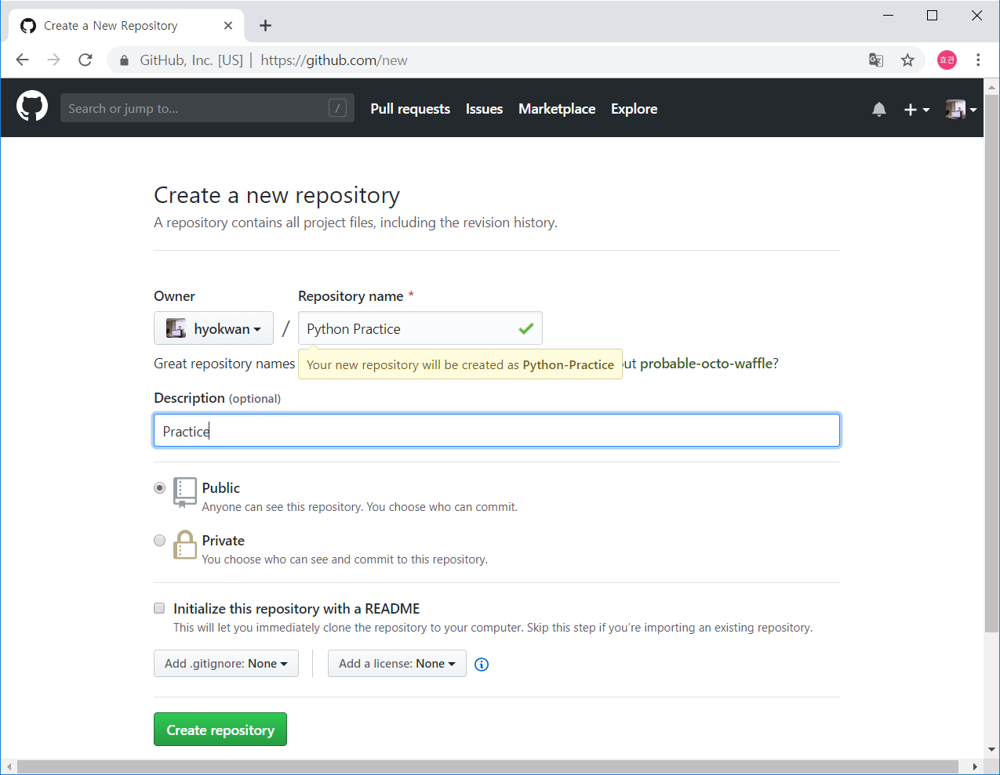 Create a New Repository
GitHub, Inc. [US] | https://github.com/new
효관
Search or jump to... /
Pull requests Issues Marketplace Explore
Create a new repository
A repository contains all project files, including the revision history.
Owner Repository name *
hyokwan / Python Practice
Great repository names Your new repository will be created as Python-Practice ut probable-octo-waffle?
Description (optional)
Practice
Public
Anyone can see this repository. You choose who can commit.
Private
You choose who can see and commit to this repository.
Initialize this repository with a README
This will let you immediately clone the repository to your computer. Skip this step if you’re importing an existing repository.
Add .gitignore: None Add a license: None
Create repository